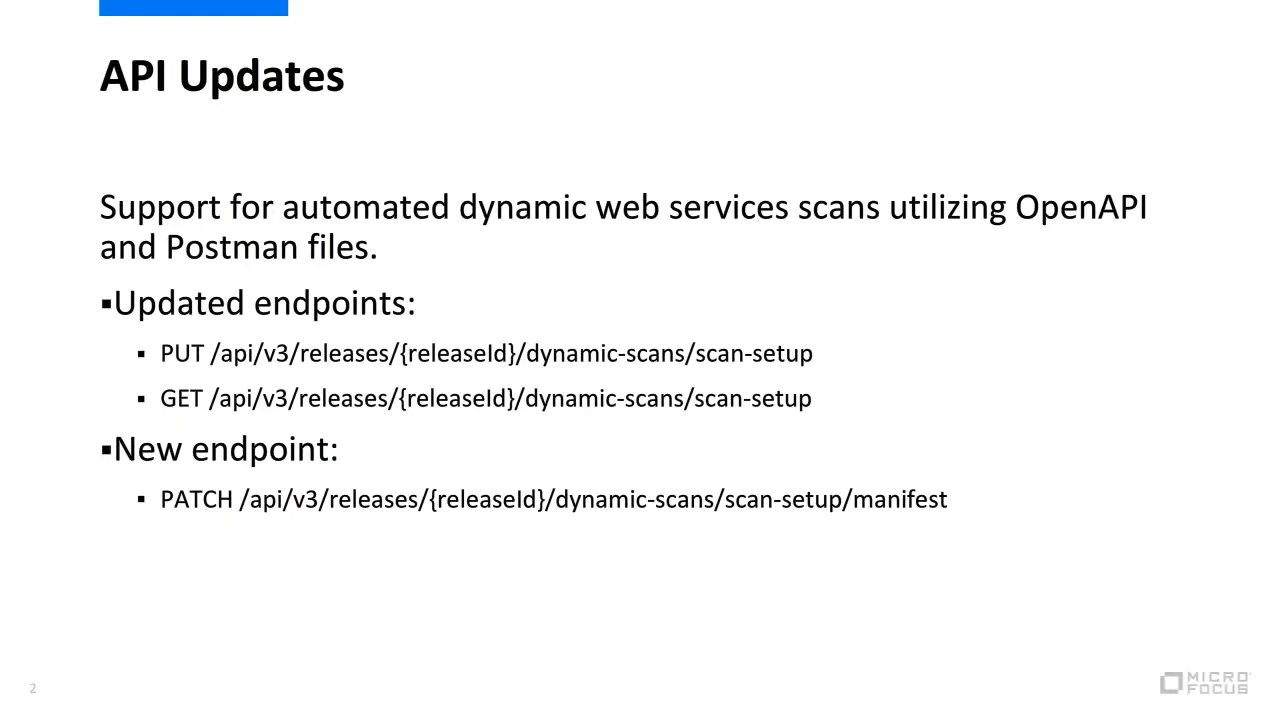 API Updates
Support for automated dynamic web services scans utilizing OpenAPI
and Postman files.
▪Updated endpoints:
▪ PUT /api/v3/releases/{releaseId}/dynamic-scans/scan-setup
▪ GET /api/v3/releases/{releaseId}/dynamic-scans/scan-setup
▪New endpoint:
▪ PATCH /api/v3/releases/{releaseId}/dynamic-scans/scan-setup/manifest
2
MICRO
FOCUS